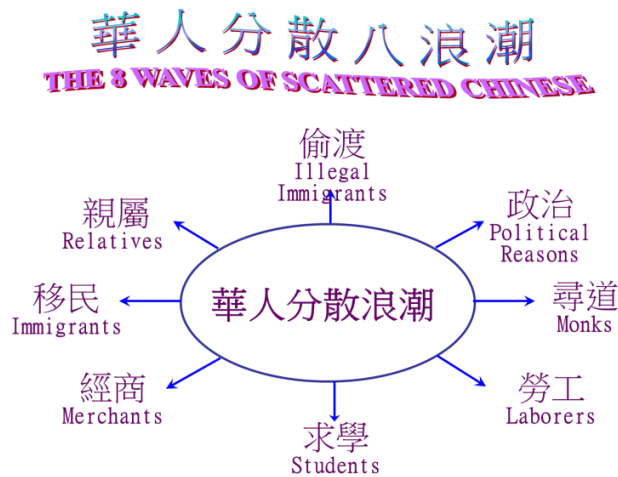 華人分散八浪潮
THE 8 WAVES OF SCATTERED CHINESE
偷渡
Illegal
Immigrants
政治
Political
Reasons
尋道
Monks
勞工
Laborers
求學
Students
經商
Merchants
移民
Immigrants
親屬
Relatives
華人分散浪潮